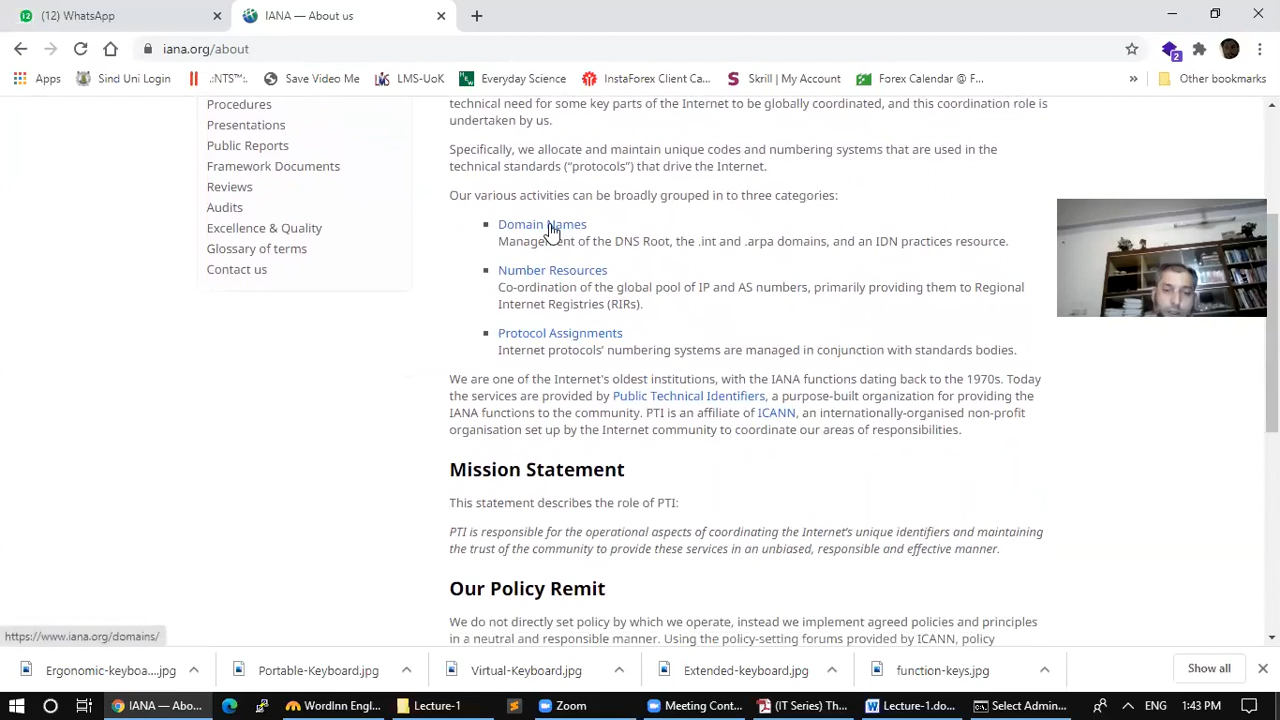 (12) WhatsApp
IANA — About us
iana.org/about
Apps
Sind Uni Login
.:NTS™:.
Save Video Me
LMS-UoK
Everyday Science
InstaForex Client Ca...
Skrill | My Account
Forex Calendar @ F...
»
Other bookmarks
2
Procedures
Presentations
Public Reports
Framework Documents
Reviews
Audits
Excellence & Quality
Glossary of terms
Contact us
technical need for some key parts of the Internet to be globally coordinated, and this coordination role is
undertaken by us.
Specifically, we allocate and maintain unique codes and numbering systems that are used in the
technical standards (“protocols”) that drive the Internet.
Our various activities can be broadly grouped in to three categories:
Domain Names
Management of the DNS Root, the .int and .arpa domains, and an IDN practices resource.
Number Resources
Co-ordination of the global pool of IP and AS numbers, primarily providing them to Regional
Internet Registries (RIRs).
Protocol Assignments
Internet protocols’ numbering systems are managed in conjunction with standards bodies.
We are one of the Internet's oldest institutions, with the IANA functions dating back to the 1970s. Today
the services are provided by Public Technical Identifiers, a purpose-built organization for providing the
IANA functions to the community. PTI is an affiliate of ICANN, an internationally-organised non-profit
organisation set up by the Internet community to coordinate our areas of responsibilities.
Mission Statement
This statement describes the role of PTI:
PTI is responsible for the operational aspects of coordinating the Internet’s unique identifiers and maintaining
the trust of the community to provide these services in an unbiased, responsible and effective manner.
Our Policy Remit
We do not directly set policy by which we operate, instead we implement agreed policies and principles
in a neutral and responsible manner. Using the policy-setting forums provided by ICANN, policy
https://www.iana.org/domains/
Ergonomic-keyboa....jpg
Portable-Keyboard.jpg
Virtual-Keyboard.jpg
Extended-keyboard.jpg
function-keys.jpg
Show all
IANA — Abo...
WordInn Engl...
Lecture-1
Zoom
Meeting Cont...
(IT Series) Th...
Lecture-1.do...
Select Admin...
ENG
1:43 PM